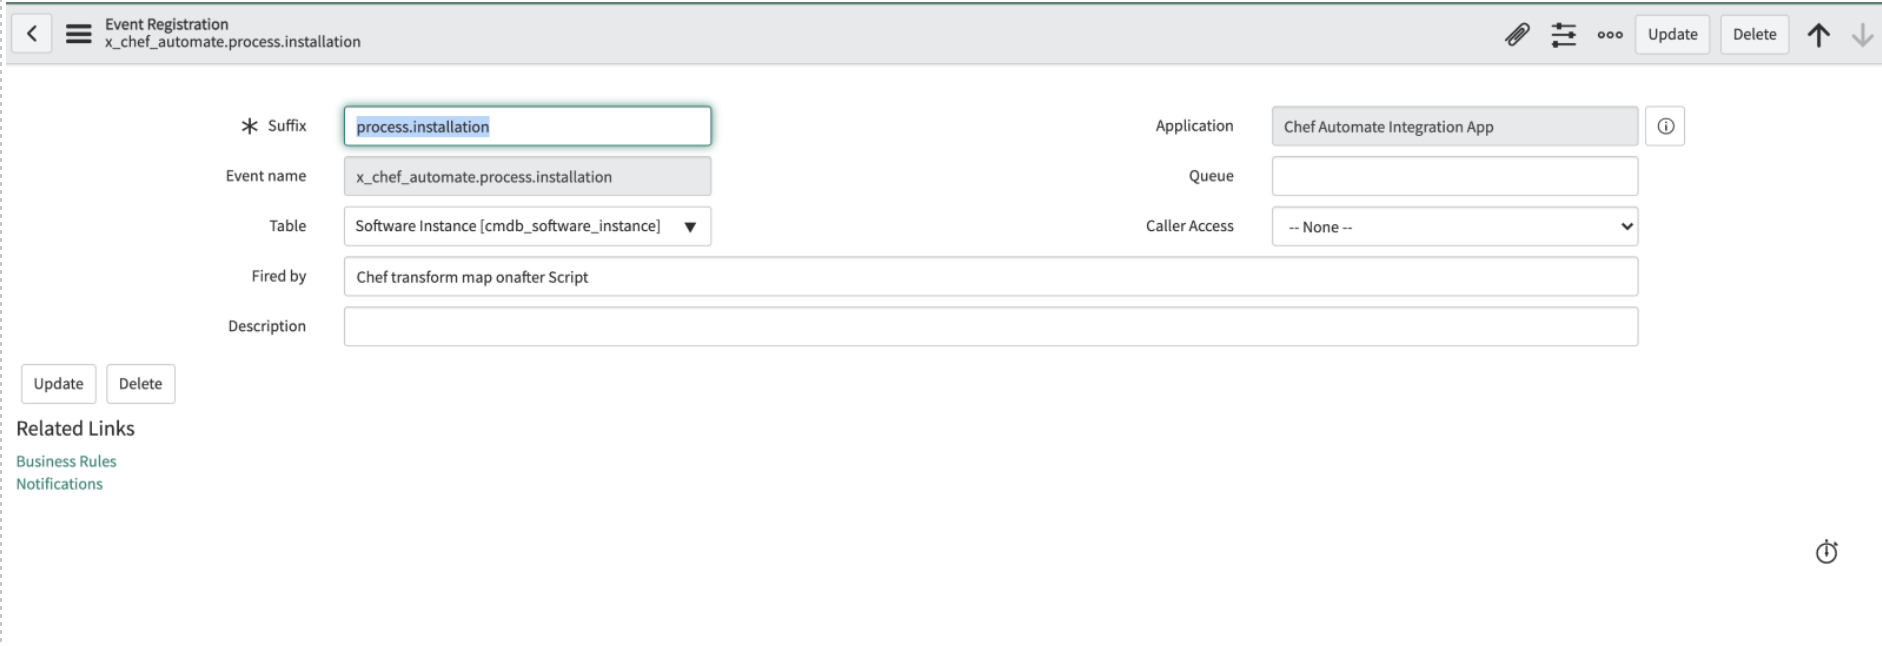 Event Registration
x_chef_automate.process.installation
Update
Delete
Suffix
process.installation
Application
Chef Automate Integration App
Event name
x_chef_automate.process.installation
Queue
Table
Software Instance [cmdb_software_instance]
Caller Access
-- None --
Fired by
Chef transform map onafter Script
Description
Update
Delete
Related Links
Business Rules
Notifications